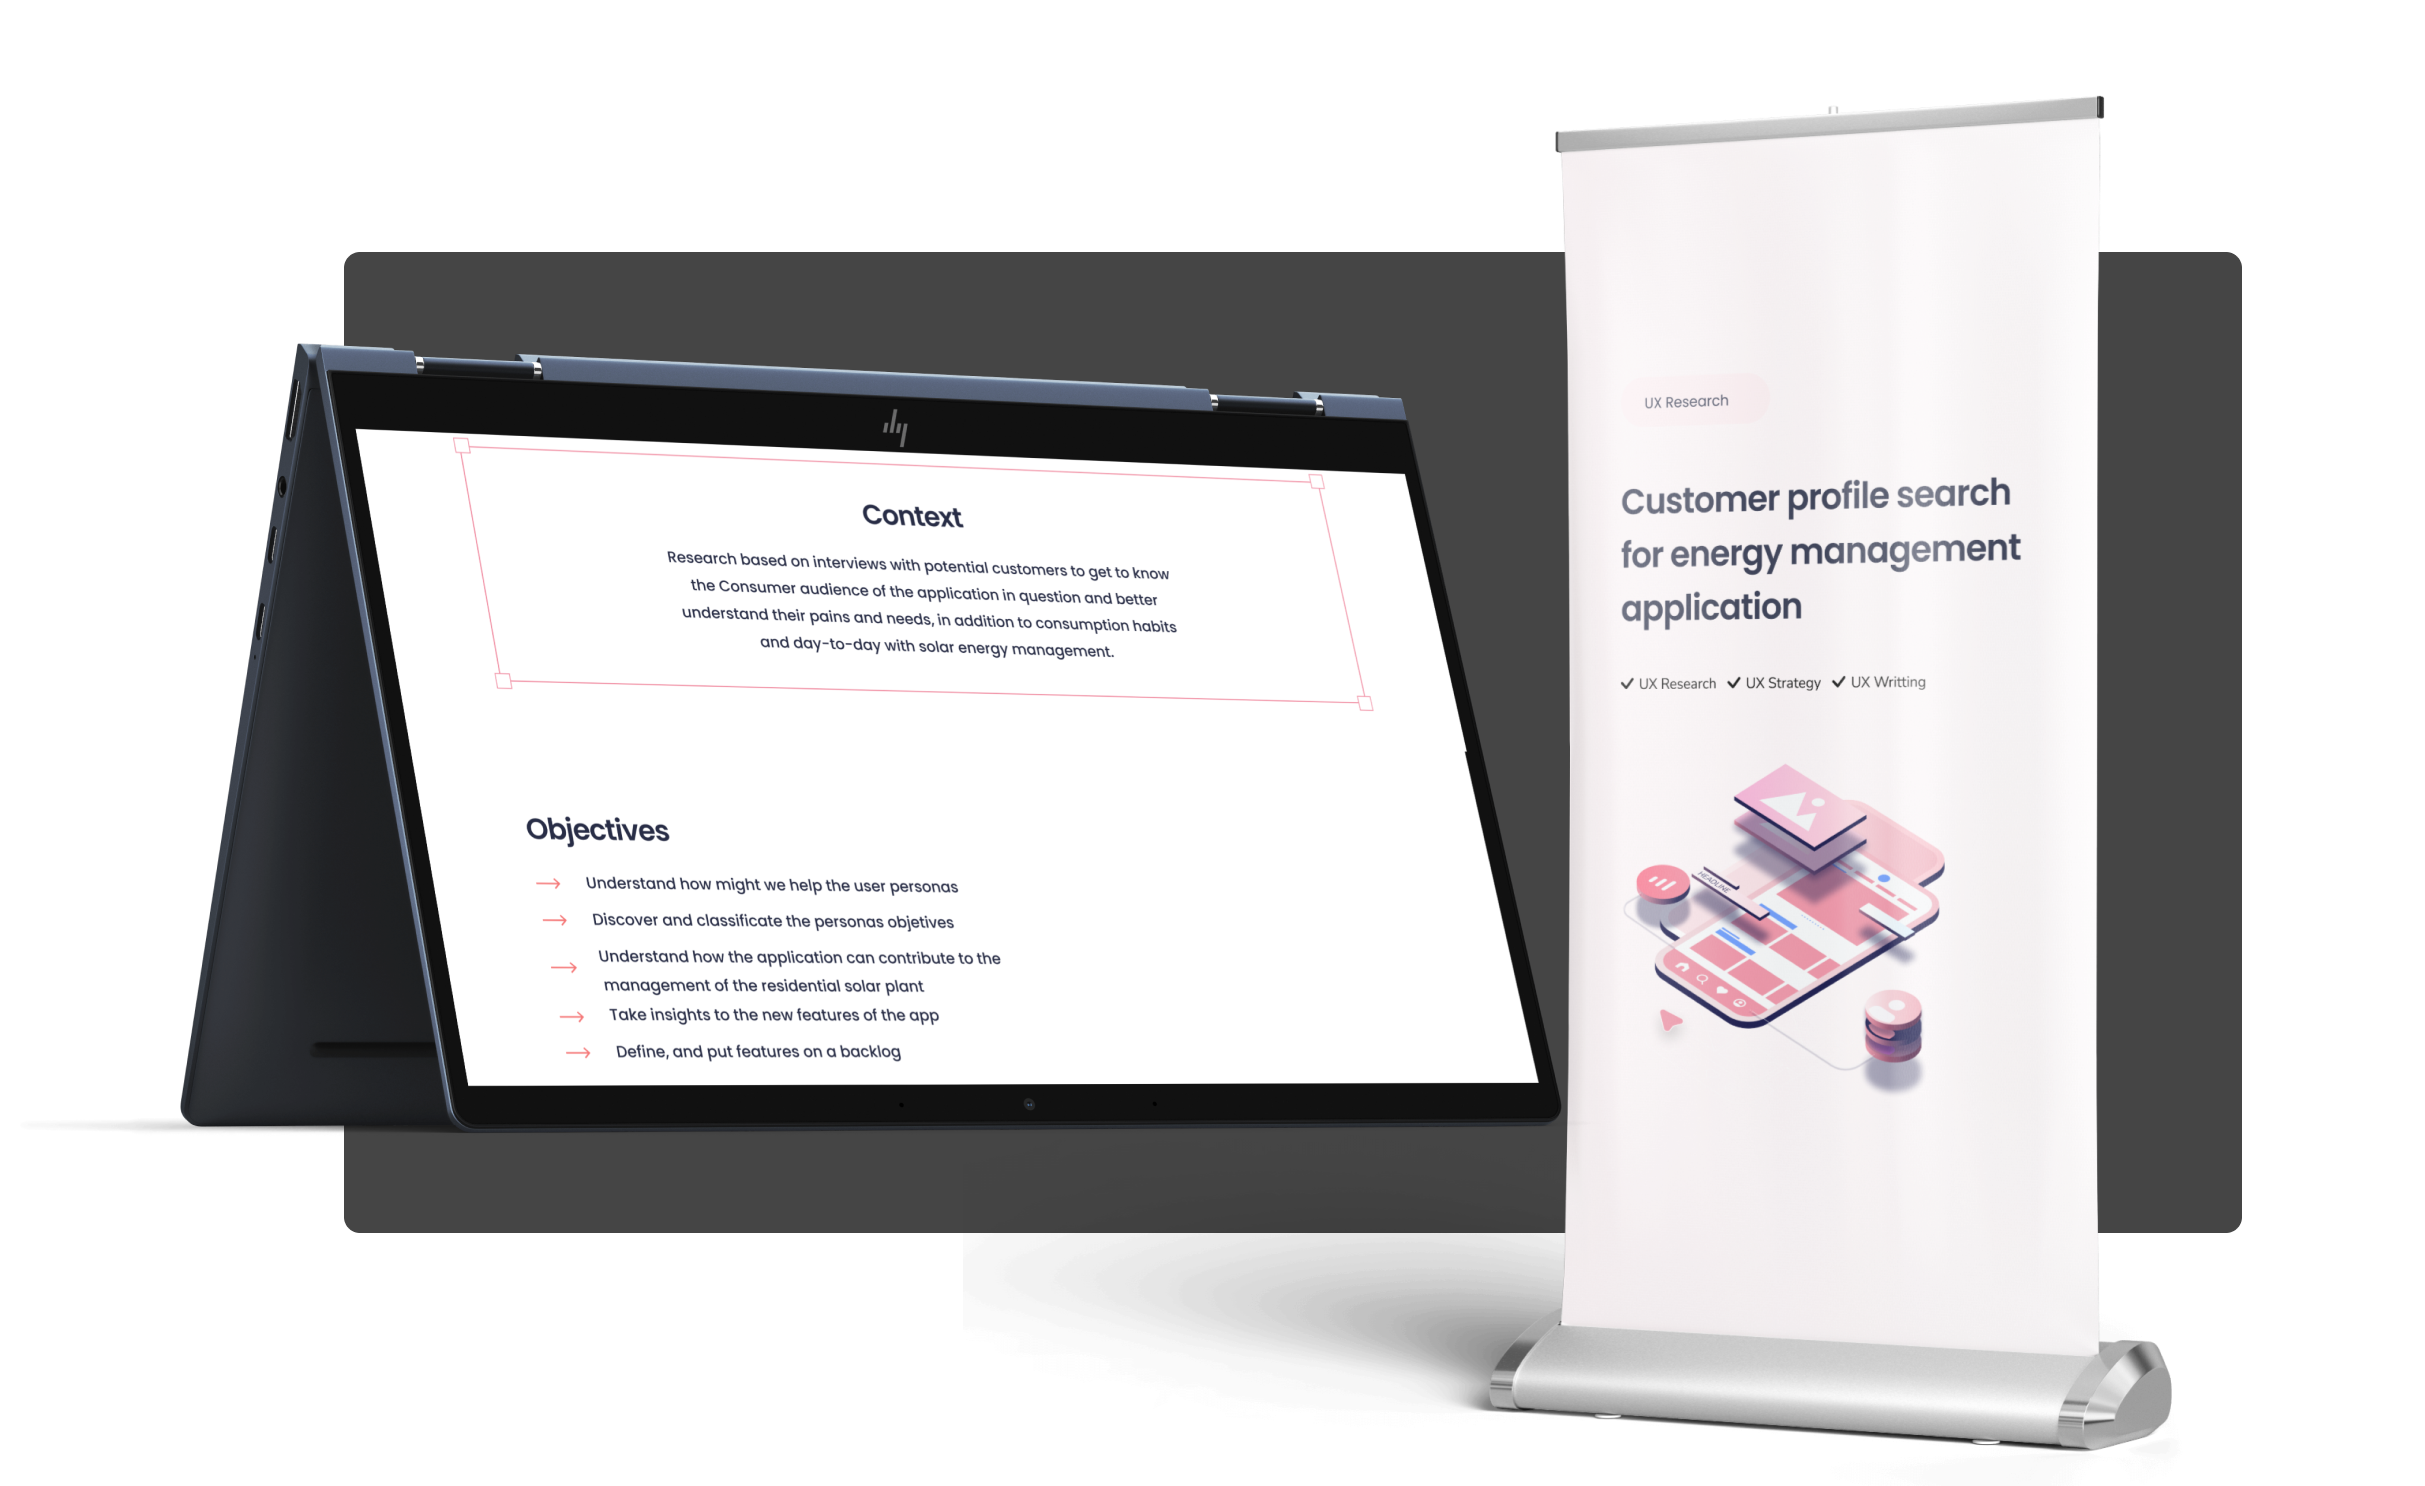 Context
Research based on interviews with potential customers to get to know
the Consumer audience of the application in question and better
understand their pains and needs, in addition to consumption habits
and day-to-day with solar energy management.
Objectives
Understand how might we help the user personas
Discover and classificate the personas objetives
Understand how the application can contribute to the
management of the residential solar plant
Take insights to the new features of the app
Define, and put features on a backlog
UX Research
Customer profile search
for energy management
application
UX Research UX Strategy UX Writting
HEADLINE